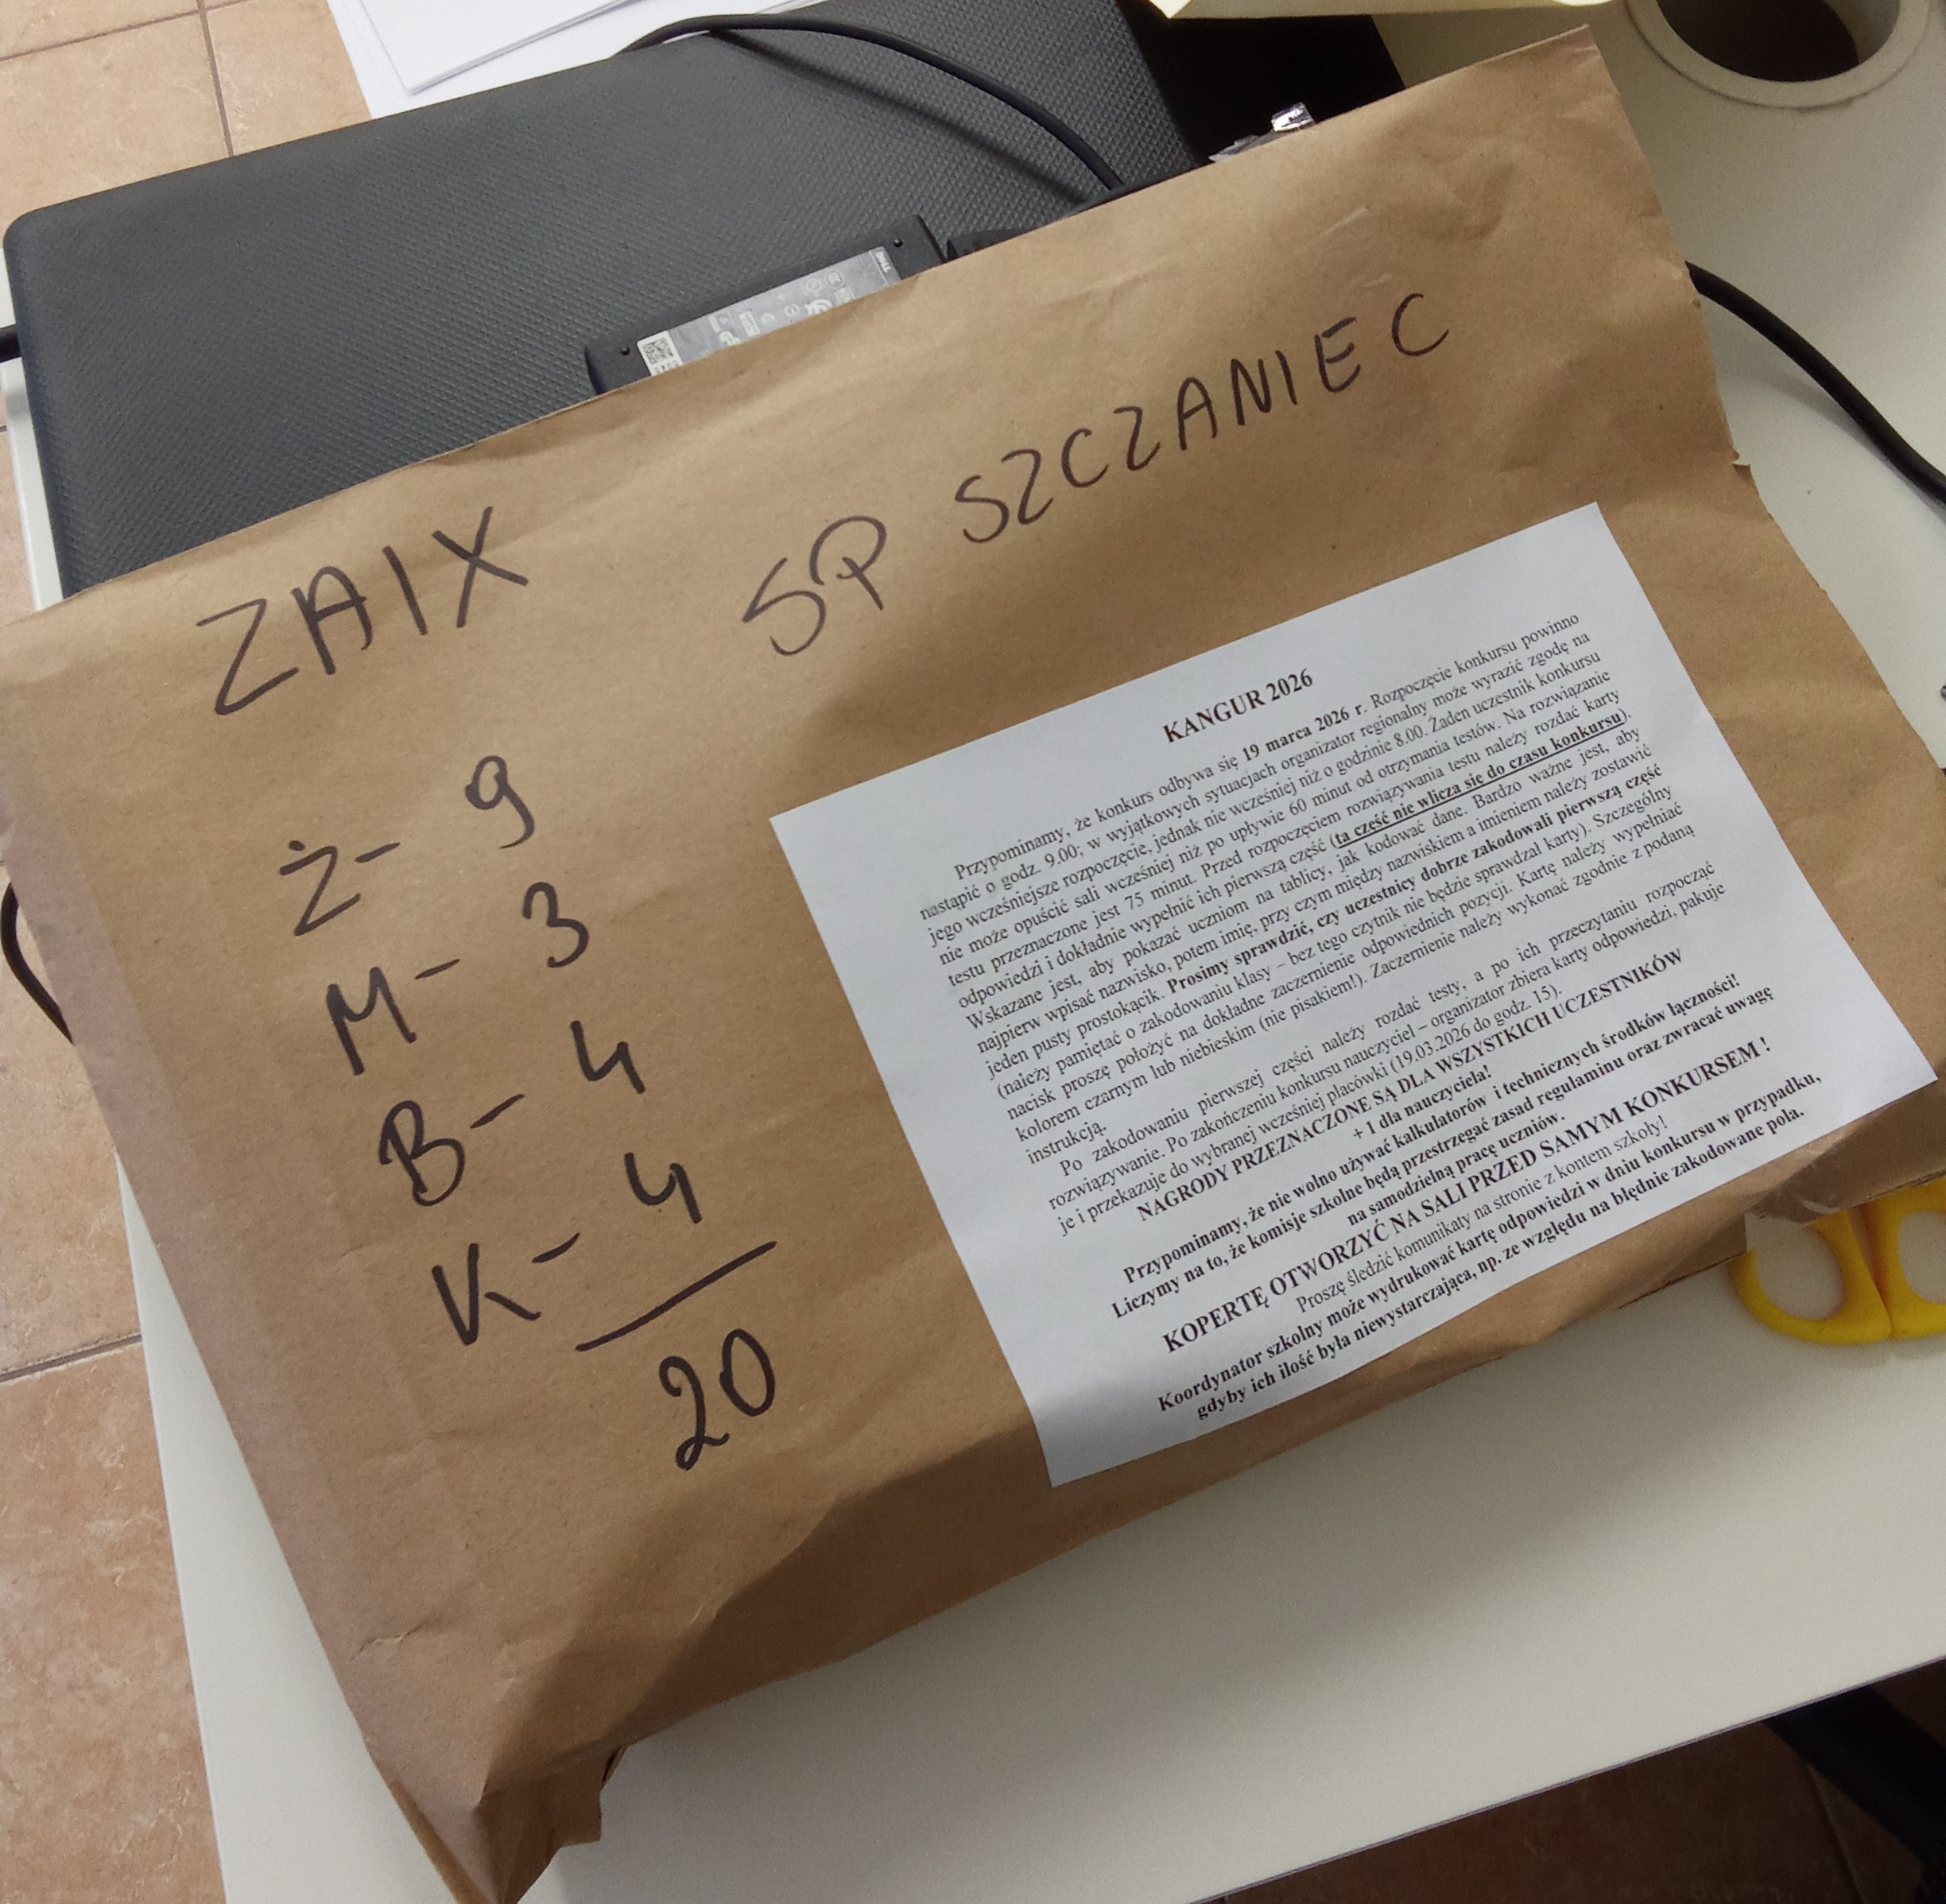 ZAIX SP SZCZANIEC
Ż- 9
M- 3
B- 4
K- 4
20
KANGUR 2026
Przypominamy, że konkurs odbywa się 19 marca 2026 r. Rozpoczęcie konkursu powinno
nastąpić o godz. 9.00; w wyjątkowych sytuacjach organizator regionalny może wyrazić zgodę na
jego wcześniejsze rozpoczęcie, jednak nie wcześniej niż o godzinie 8.00. Żaden uczestnik konkursu
nie może opuścić sali wcześniej niż po upływie 60 minut od otrzymania testów. Na rozwiązanie
testu przeznaczone jest 75 minut. Przed rozpoczęciem rozwiązywania testu należy rozdać karty
odpowiedzi i dokładnie wypełnić ich pierwszą część (ta część nie wlicza się do czasu konkursu).
Wskazane jest, aby pokazać uczniom na tablicy, jak kodować dane. Bardzo ważne jest, aby
najpierw wpisać nazwisko, potem imię, przy czym między nazwiskiem a imieniem należy zostawić
jeden pusty prostokącik. Prosimy sprawdzić, czy uczestnicy dobrze zakodowali pierwszą część
(należy pamiętać o zakodowaniu klasy – bez tego czytnik nie będzie sprawdzał karty). Szczególny
nacisk proszę położyć na dokładne zaczernienie odpowiednich pozycji. Kartę należy wypełniać
kolorem czarnym lub niebieskim (nie pisakiem!). Zaczernienie należy wykonać zgodnie z podaną
instrukcją.
Po zakodowaniu pierwszej części należy rozdać testy, a po ich przeczytaniu rozpocząć
rozwiązywanie. Po zakończeniu konkursu nauczyciel – organizator zbiera karty odpowiedzi, pakuje
je i przekazuje do wybranej wcześniej placówki (19.03.2026 do godz. 15).
NAGRODY PRZEZNACZONE SĄ DLA WSZYSTKICH UCZESTNIKÓW
+ 1 dla nauczyciela!
Przypominamy, że nie wolno używać kalkulatorów i technicznych środków łączności!
Liczymy na to, że komisje szkolne będą przestrzegać zasad regulaminu oraz zwracać uwagę
na samodzielną pracę uczniów.
KOPERTĘ OTWORZYĆ NA SALI PRZED SAMYM KONKURSEM !
Proszę śledzić komunikaty na stronie z kontem szkoły!
Koordynator szkolny może wydrukować kartę odpowiedzi w dniu konkursu w przypadku,
gdyby ich ilość była niewystarczająca, np. ze względu na błędnie zakodowane pola.